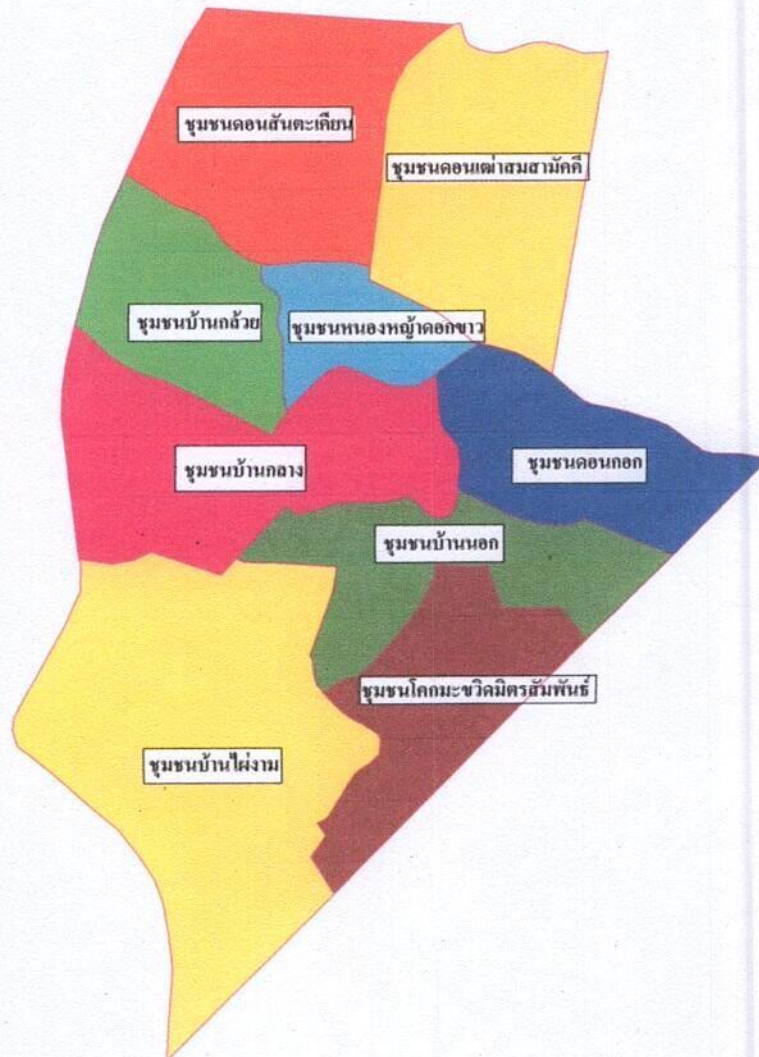 ชุมชนดอนสันตะเคียน
ชุมชนดอนเฒ่าสมสามัคคี
ชุมชนบ้านกล้วย
ชุมชนหนองหญ้าดอกขาว
ชุมชนบ้านกลาง
ชุมชนดอนกอก
ชุมชนบ้านนอก
ชุมชนโคกมะขวิดมิตรสัมพันธ์
ชุมชนบ้านไผ่งาม